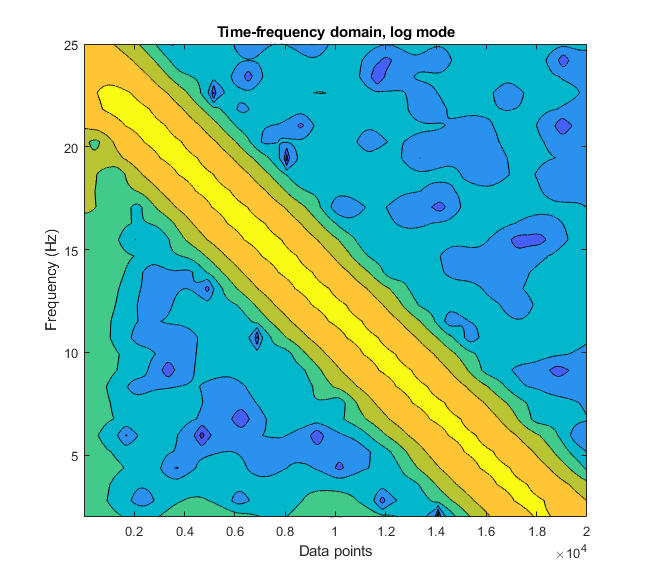 Time-frequency domain, log mode
25
20
15
10
5
Frequency (Hz)
0.2 0.4 0.6 0.8 1 1.2 1.4 1.6 1.8 2
Data points
×10⁴